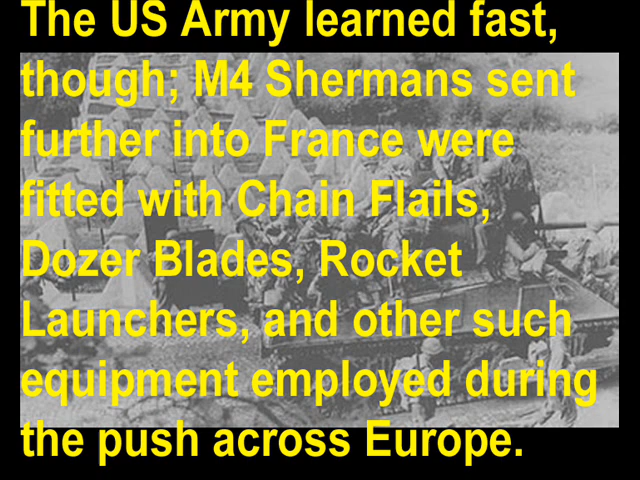 The US Army learned fast,
though; M4 Shermans sent
further into France were
fitted with Chain Flails,
Dozer Blades, Rocket
Launchers, and other such
equipment employed during
the push across Europe.